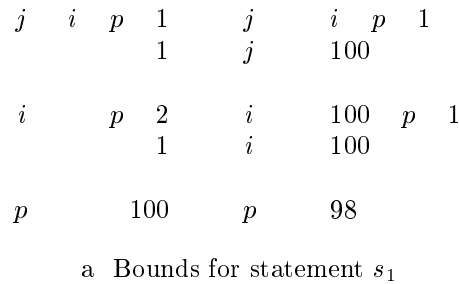 j i p 1 j i p 1
1 j 100
i p 2 i 100 p 1
1 i 100
p 100 p 98
a Bounds for statement s₁